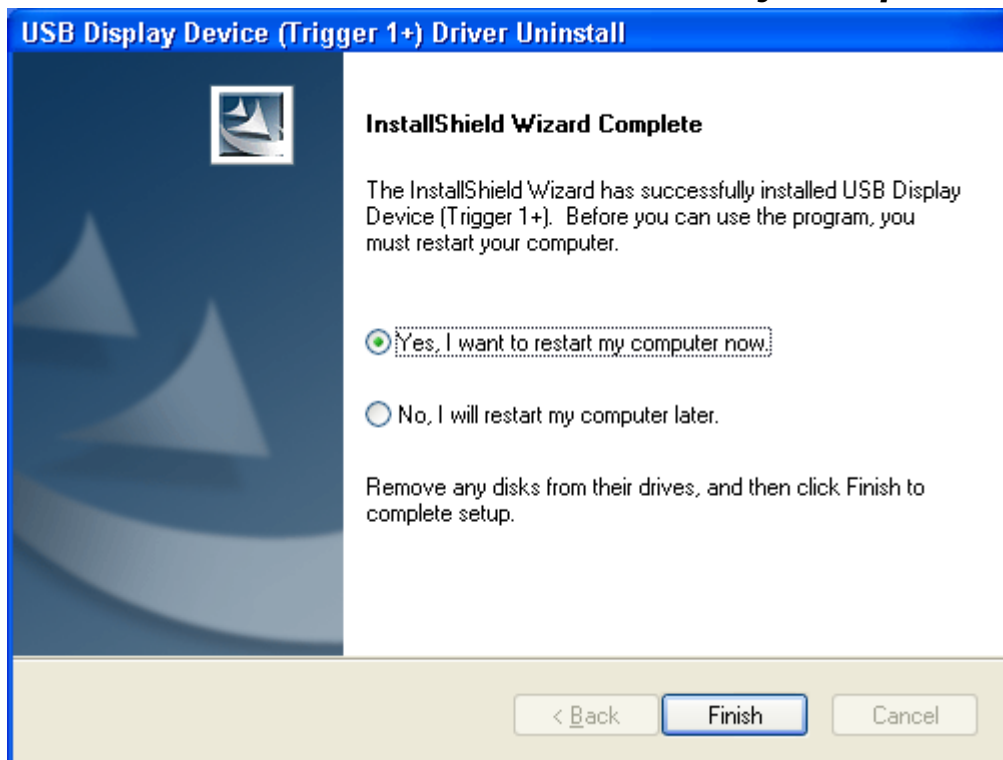 USB Display Device (Trigger 1+) Driver Uninstall
InstallShield Wizard Complete
The InstallShield Wizard has successfully installed USB Display
Device (Trigger 1+).  Before you can use the program, you
must restart your computer.
Yes, I want to restart my computer now.
No, I will restart my computer later.
Remove any disks from their drives, and then click Finish to
complete setup.
< Back
Finish
Cancel